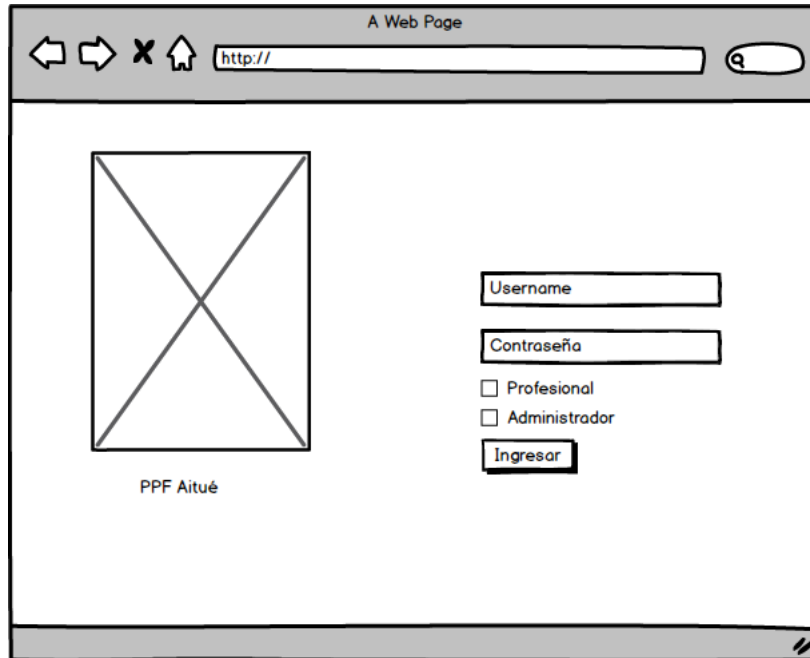 A Web Page
http://
Username
Contraseña
Profesional
Administrador
Ingresar
PPF Aitué